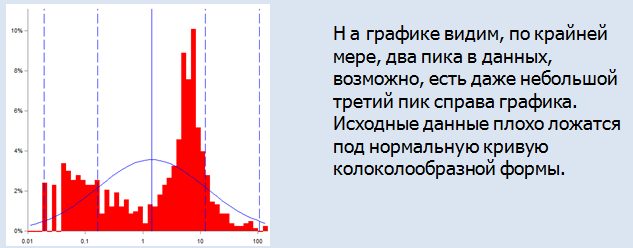 10%
8%
6%
4%
2%
0%
0.01 0.1 1 10 100
Н а графике видим, по крайней
мере, два пика в данных,
возможно, есть даже небольшой
третий пик справа графика.
Исходные данные плохо ложатся
под нормальную кривую
колоколообразной формы.